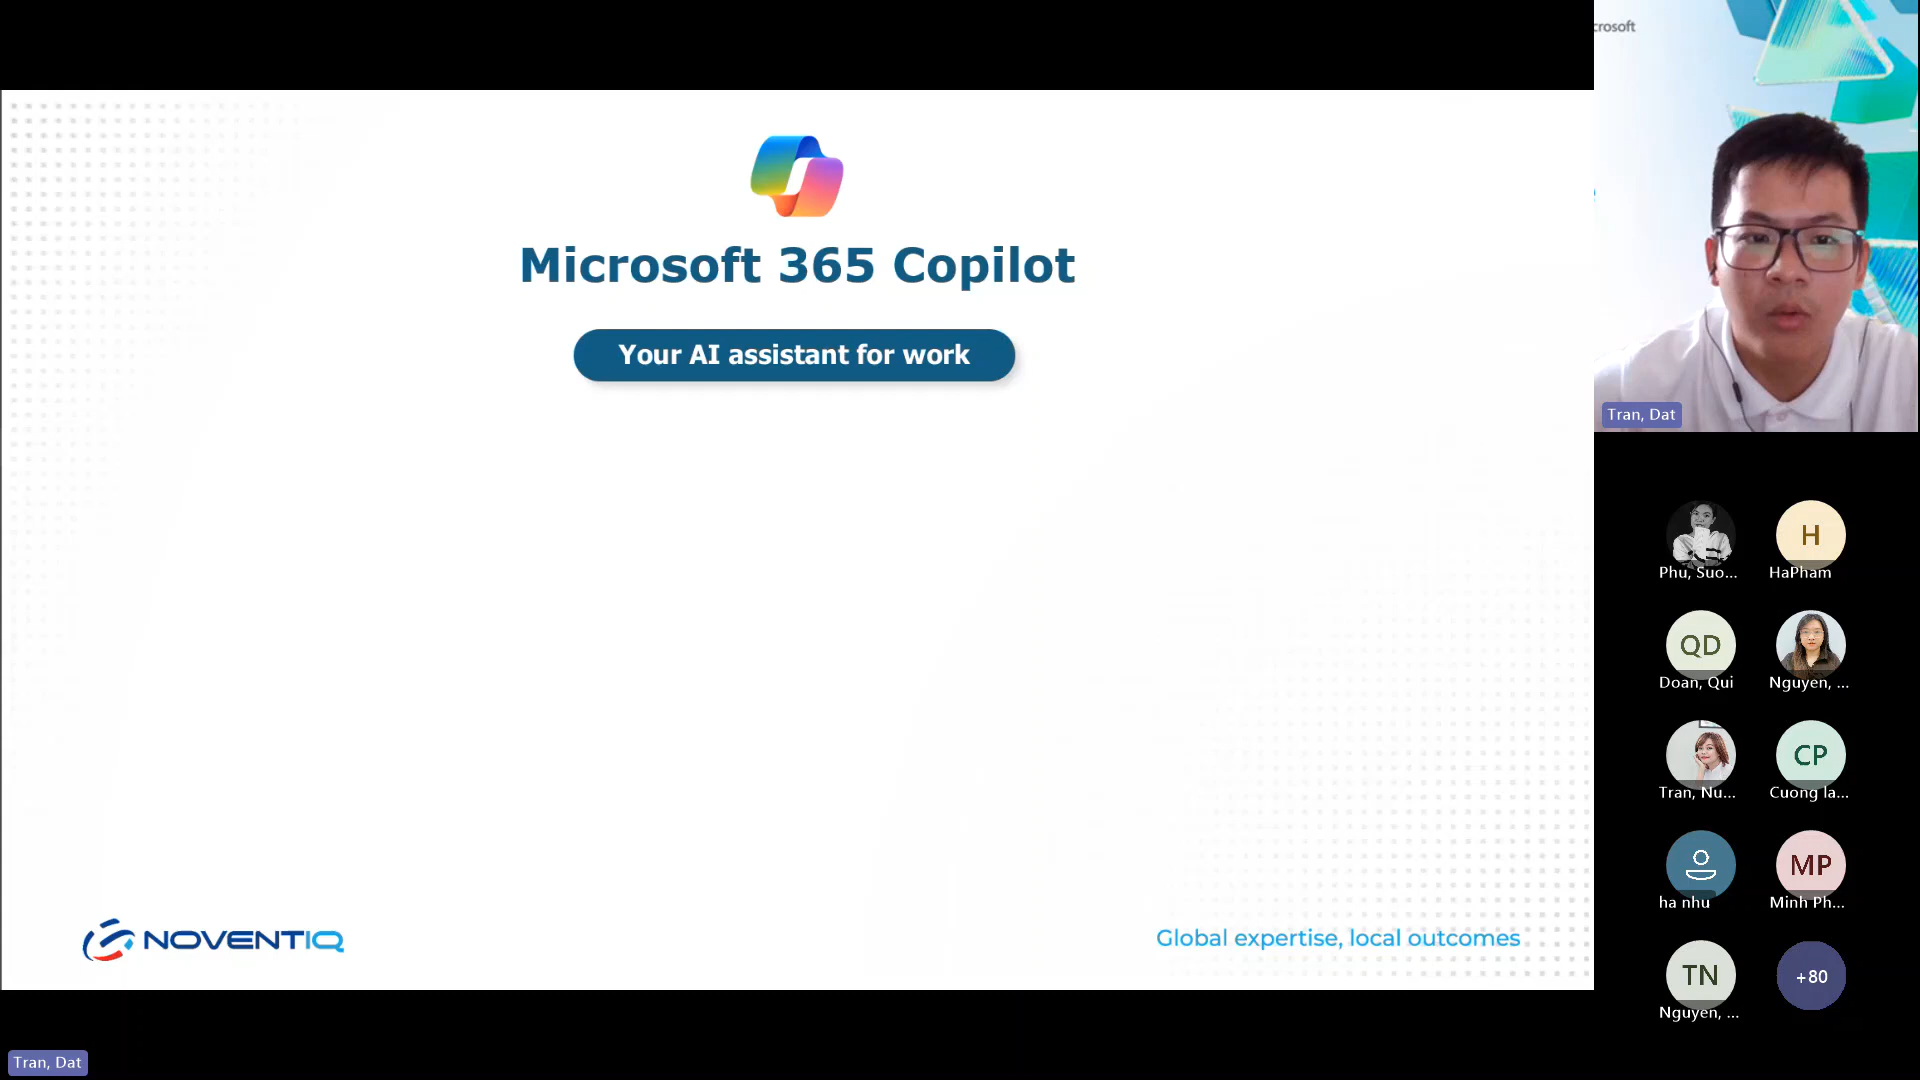 Microsoft 365 Copilot
Your AI assistant for work
NOVENTIQ
Global expertise, local outcomes
Tran, Dat
crosoft
Tran, Dat
Phu, Suo...
H
HaPham
QD
Doan, Qui
Nguyen, ...
Tran, Nu...
CP
Cuong la...
ha nhu
MP
Minh Ph...
TN
Nguyen, ...
+80